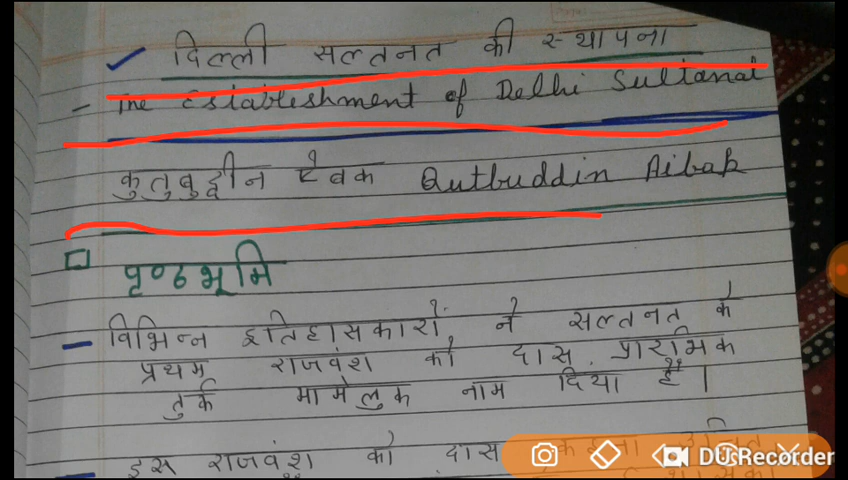 दिल्ली सल्तनत की स्थापना
- The Establishment of Delhi Sultanat
कुतुबुद्दीन ऐबक Qutbuddin Aibak
पृष्ठभूमि
- विभिन्न इतिहासकारों ने सल्तनत के
प्रथम राजवंश को दास, प्रारंभिक
तुर्क मामेलुक नाम दिया है।
- इस राजवंश को दास
DU Recorder